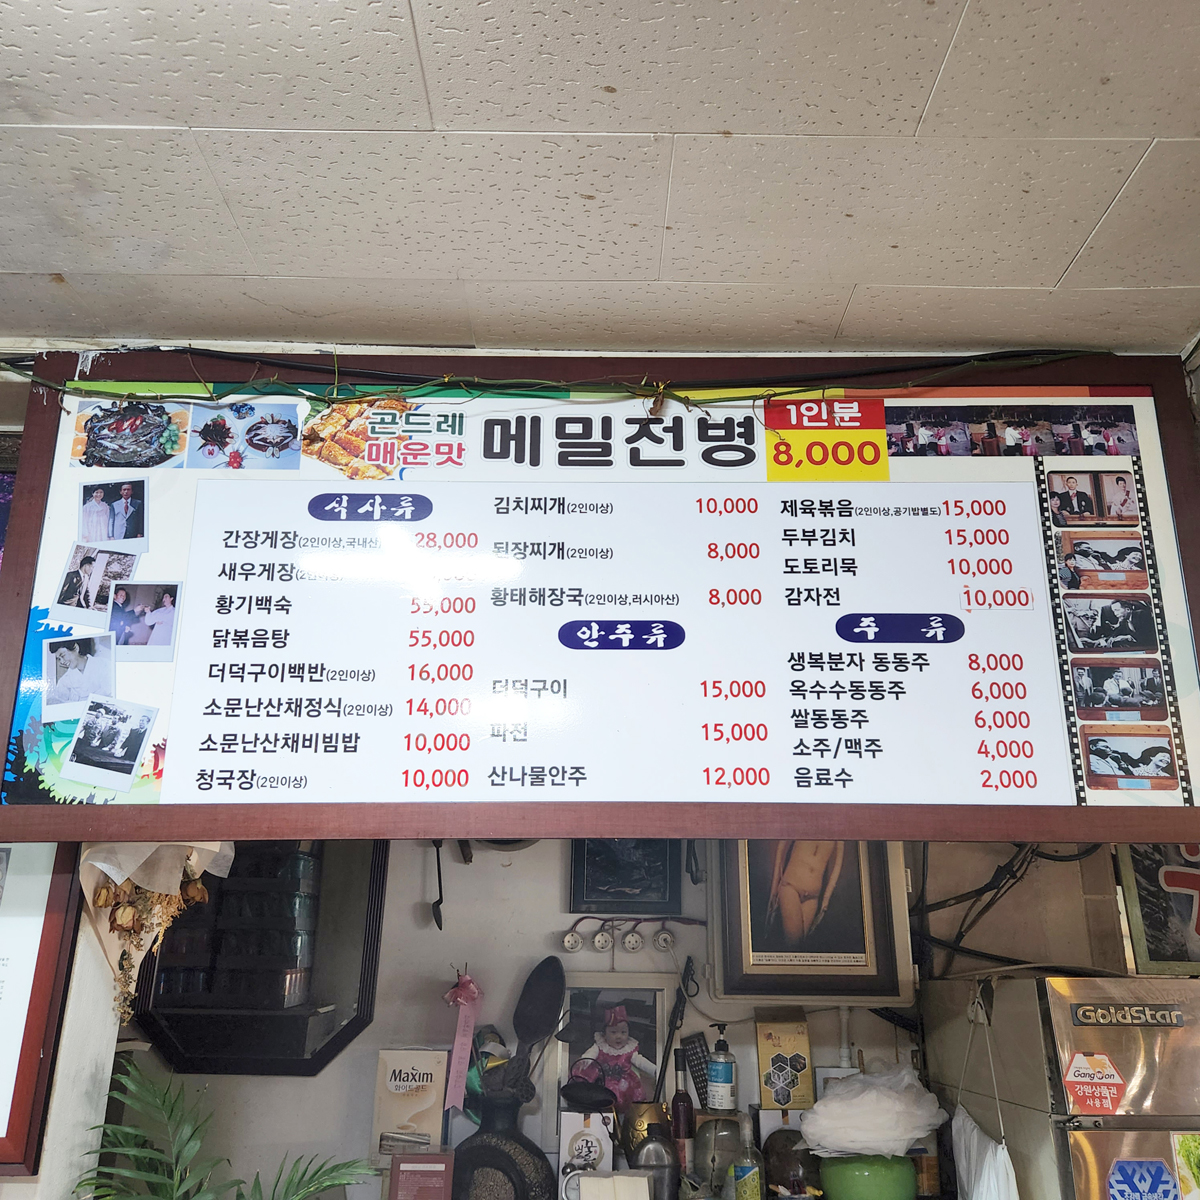 곤드레
매운맛
메밀전병
1인분
8,000
식사류
간장게장(2인이상,국내산) 28,000
새우게장(2인이상)
황기백숙 55,000
닭볶음탕 55,000
더덕구이백반(2인이상) 16,000
소문난산채정식(2인이상) 14,000
소문난산채비빔밥 10,000
청국장(2인이상) 10,000
김치찌개(2인이상) 10,000
된장찌개(2인이상) 8,000
황태해장국(2인이상,러시아산) 8,000
안주류
더덕구이 15,000
파전 15,000
산나물안주 12,000
제육볶음(2인이상,공기밥별도) 15,000
두부김치 15,000
도토리묵 10,000
감자전 10,000
주 류
생복분자 동동주 8,000
옥수수동동주 6,000
쌀동동주 6,000
소주/맥주 4,000
음료수 2,000
Maxim
화이트골드
GoldStar
Gangwon
강원상품권
사용점